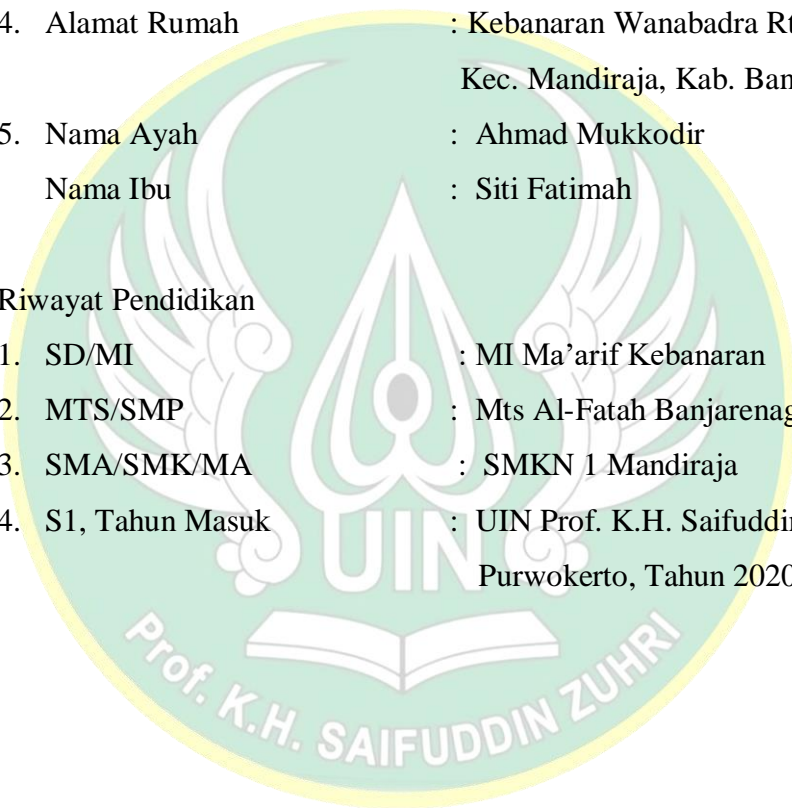 4. Alamat Rumah : Kebanaran Wanabadra Rt
Kec. Mandiraja, Kab. Ban
5. Nama Ayah : Ahmad Mukkodir
Nama Ibu : Siti Fatimah
Riwayat Pendidikan
1. SD/MI : MI Ma’arif Kebanaran
2. MTS/SMP : Mts Al-Fatah Banjarenag
3. SMA/SMK/MA : SMKN 1 Mandiraja
4. S1, Tahun Masuk : UIN Prof. K.H. Saifuddin
Purwokerto, Tahun 2020
UIN
Prof. K.H. SAIFUDDIN ZUHRI